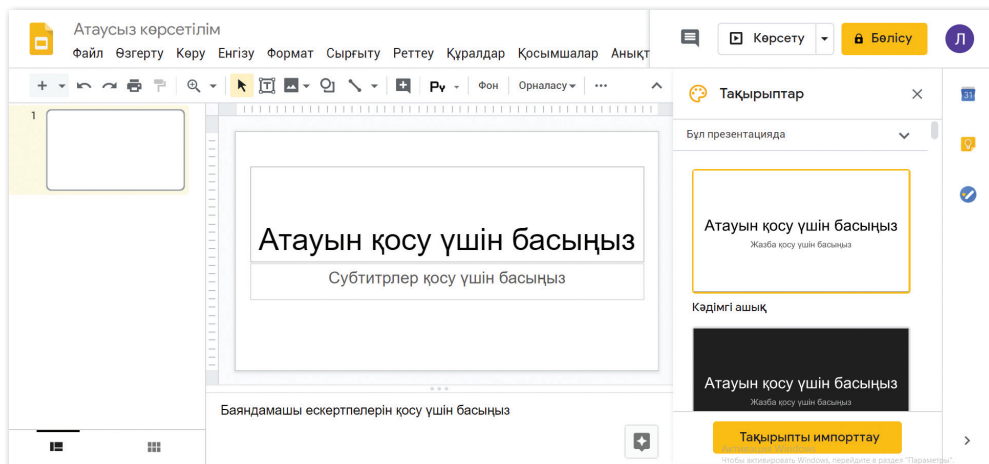 Атаусыз көрсетілім
Файл Өзгерту Көру Енгізу Формат Сырғыту Реттеу Құралдар Қосымшалар Анықт
Көрсету
Бөлісу
Л
Фон Орналасу
Тақырыптар
31
Бұл презентацияда
1
Атауын қосу үшін басыңыз
Субтитрлер қосу үшін басыңыз
Атауын қосу үшін басыңыз
Жазба қосу үшін басыңыз
Кәдімгі ашық
Атауын қосу үшін басыңыз
Жазба қосу үшін басыңыз
Баяндамашы ескертпелерін қосу үшін басыңыз
Тақырыпты импорттау
Чтобы активировать Windows, перейдите в раздел "Параметры".